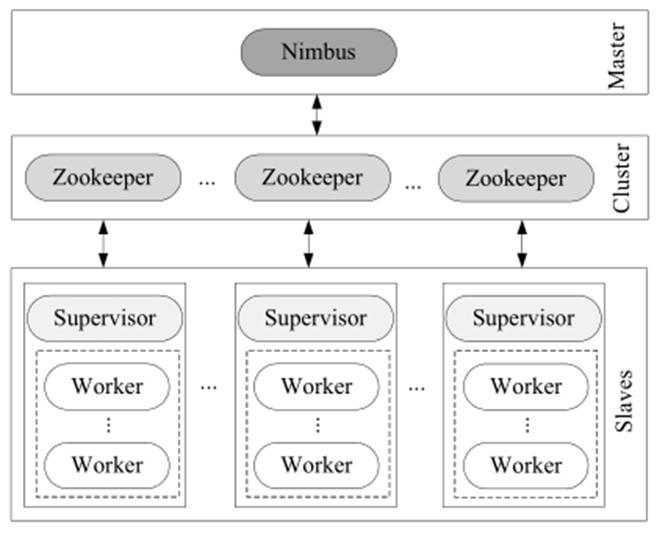 Nimbus
Master
Zookeeper ... Zookeeper ... Zookeeper
Cluster
Supervisor Supervisor Supervisor
Worker ... Worker ... Worker
⋮ ⋮ ⋮
Worker Worker Worker
Slaves